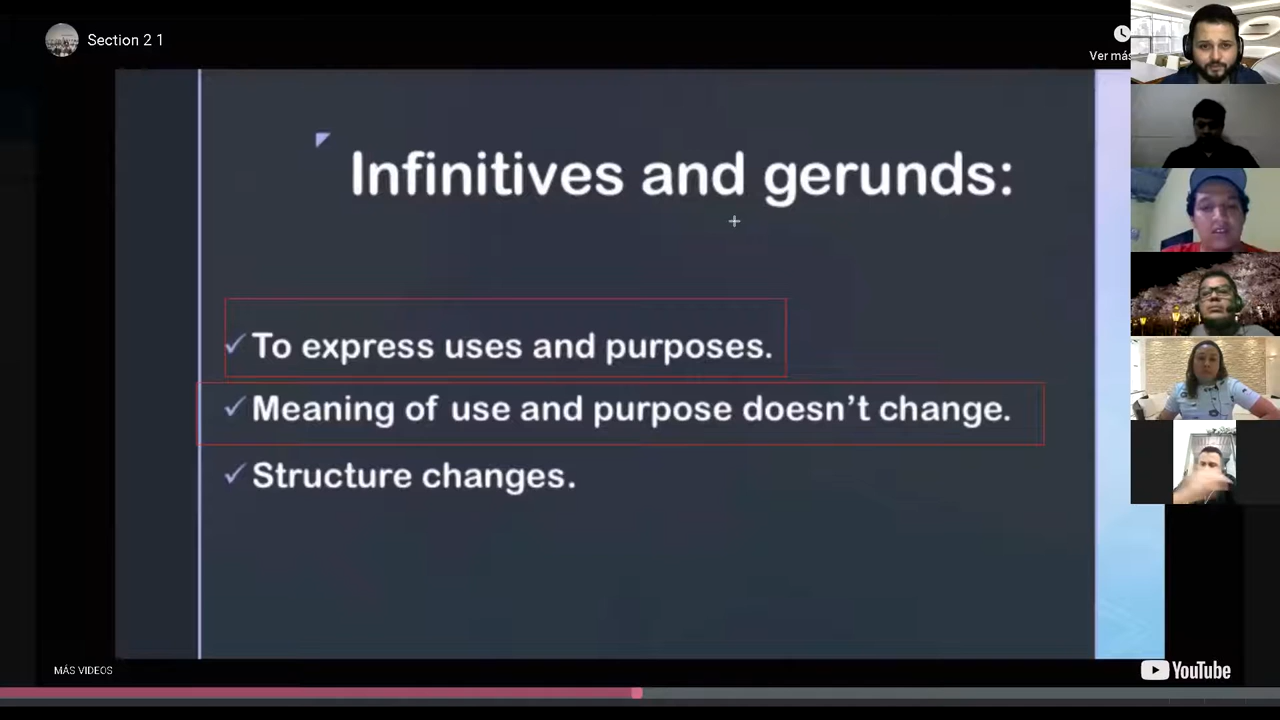 Section 2 1
Ver más
Infinitives and gerunds:
✓ To express uses and purposes.
✓ Meaning of use and purpose doesn't change.
✓ Structure changes.
MÁS VIDEOS
YouTube